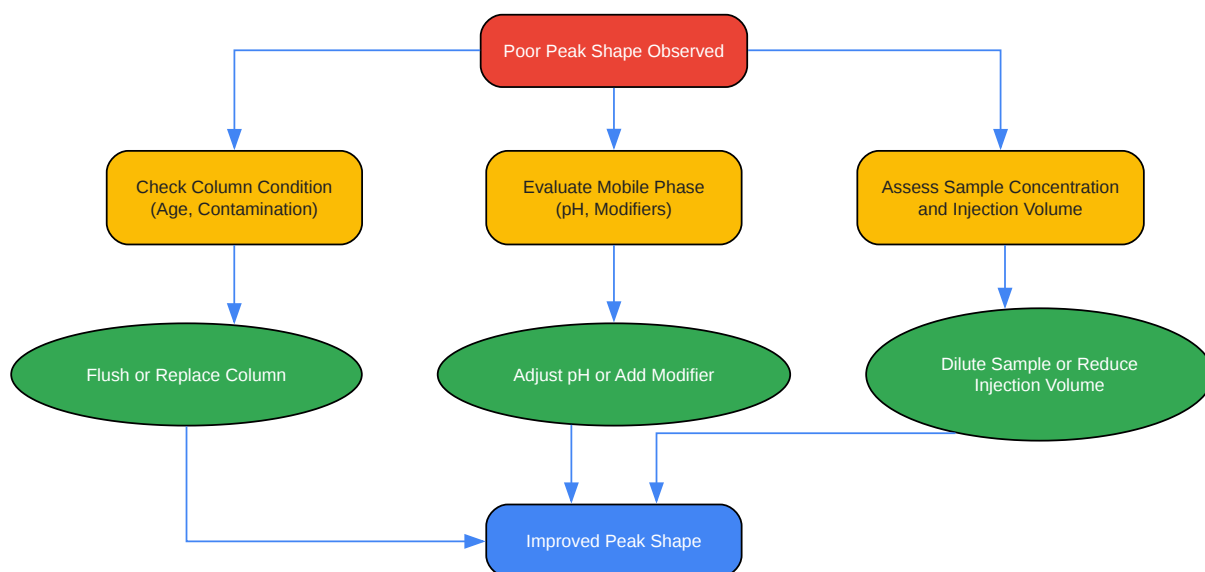 Poor Peak Shape Observed
Check Column Condition
(Age, Contamination)
Evaluate Mobile Phase
(pH, Modifiers)
Assess Sample Concentration
and Injection Volume
Flush or Replace Column
Adjust pH or Add Modifier
Dilute Sample or Reduce
Injection Volume
Improved Peak Shape